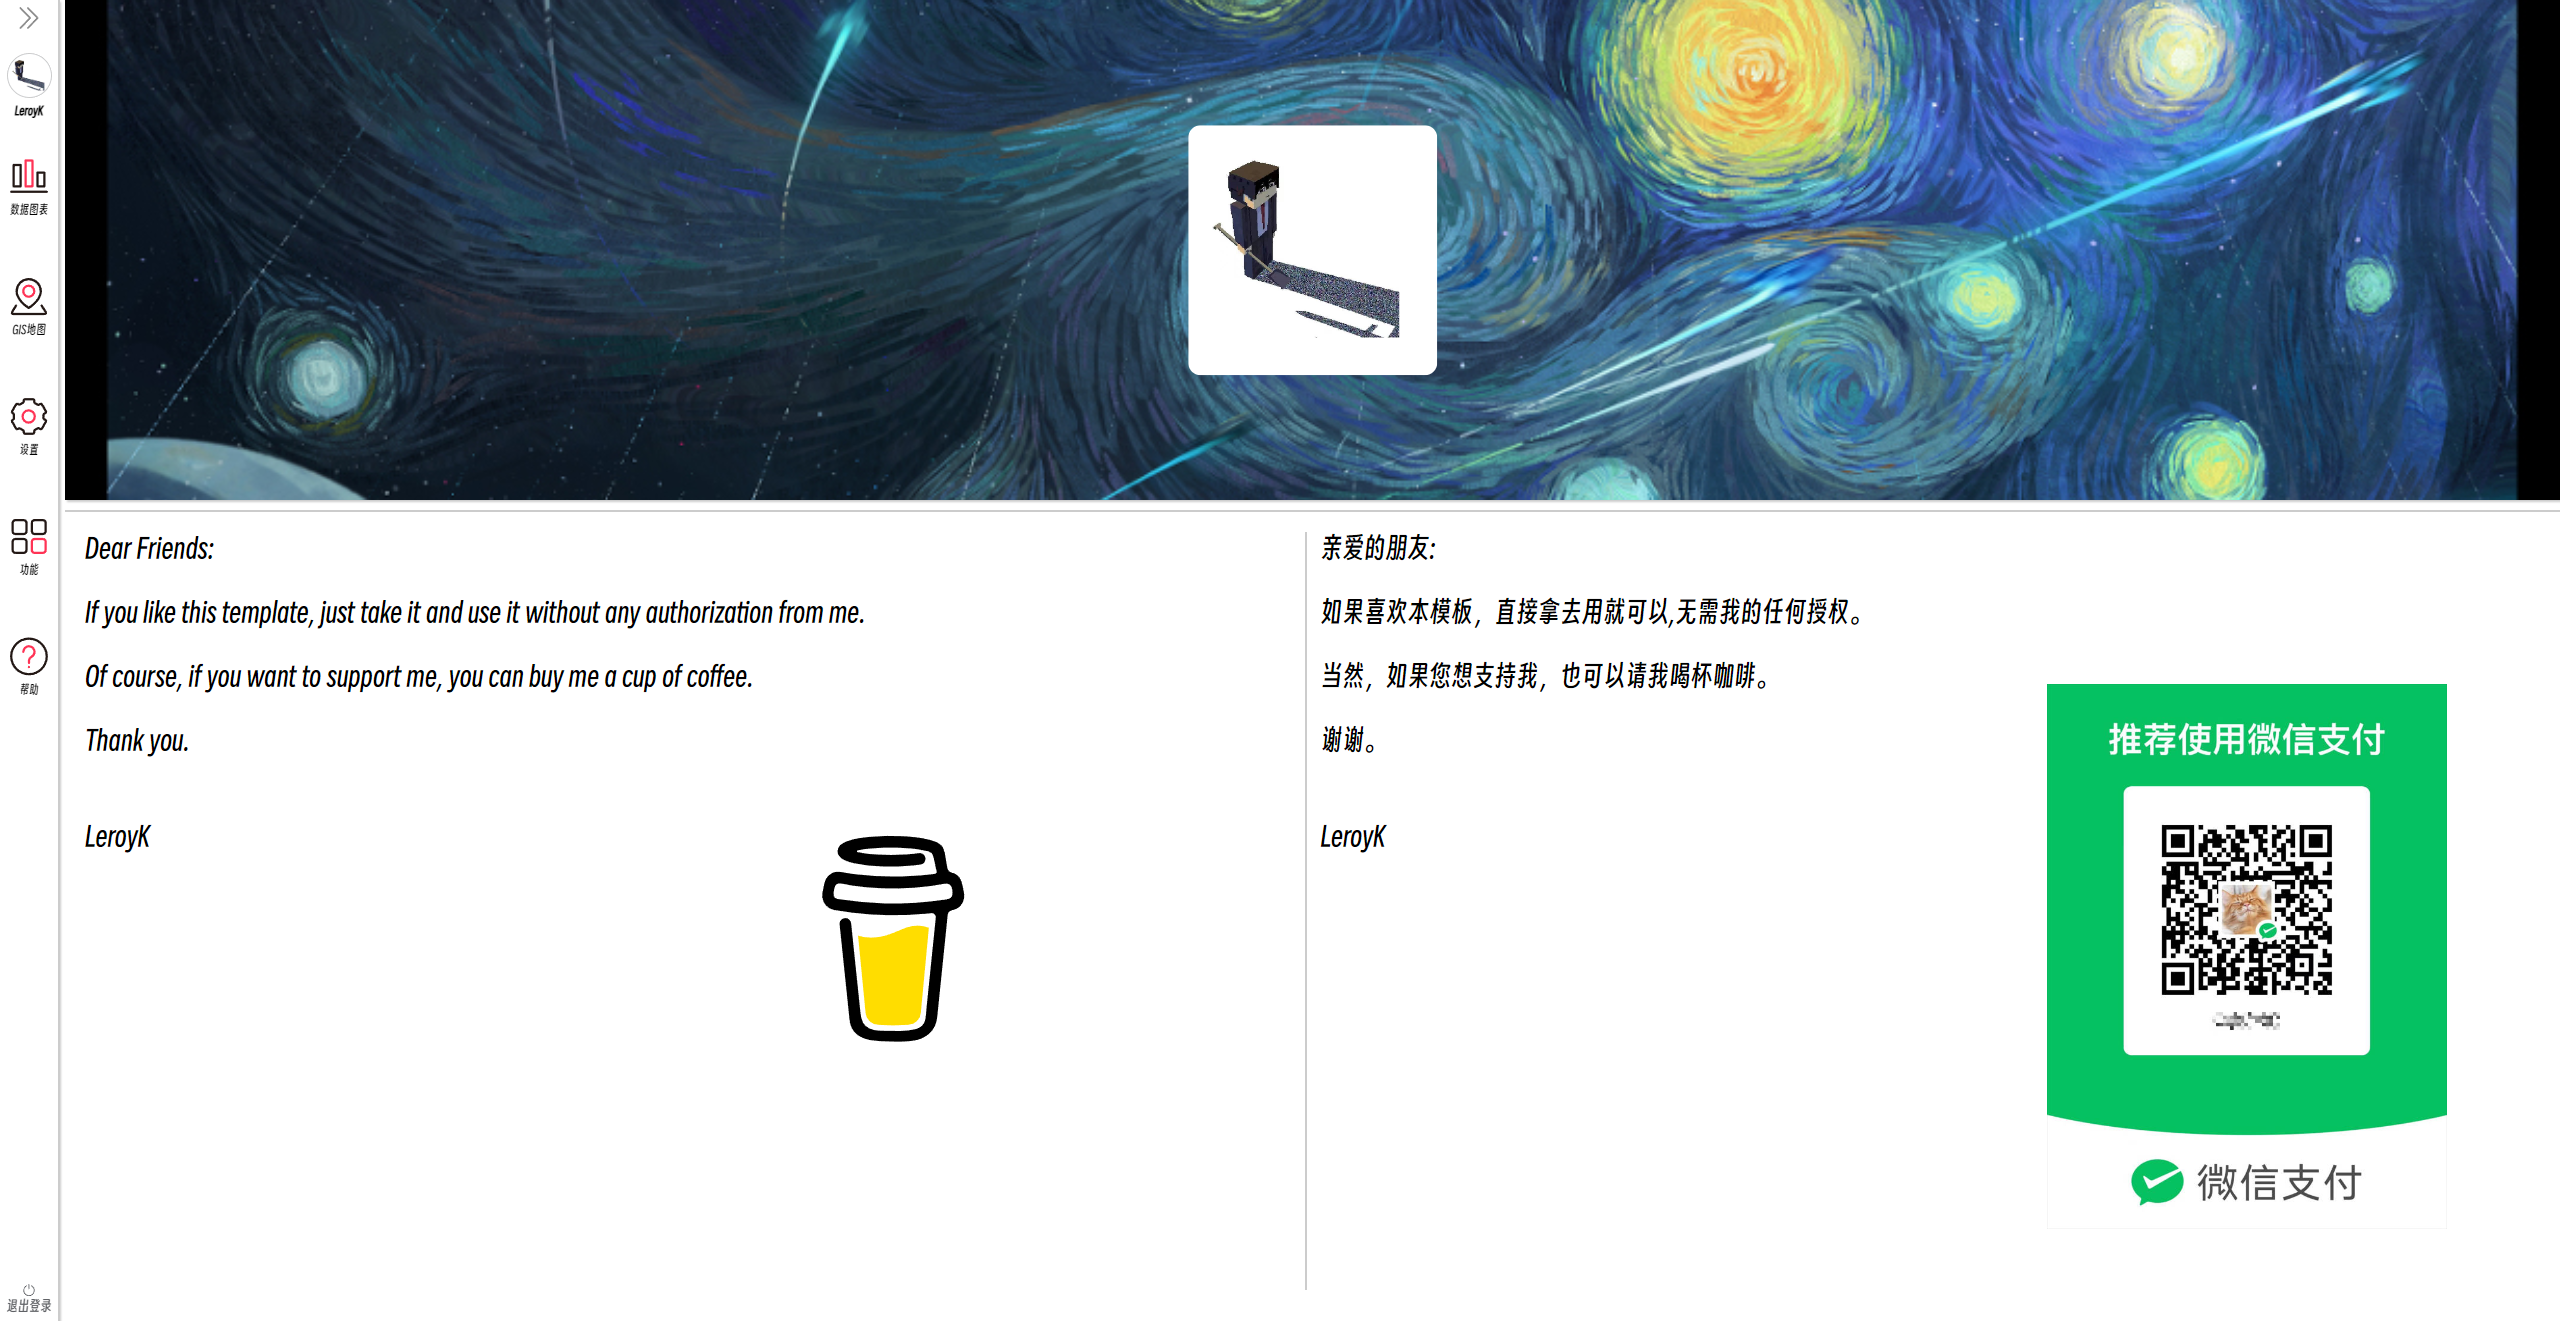 LeroyK
数据图表
GIS地图
设置
功能
帮助
退出登录
Dear Friends:
If you like this template, just take it and use it without any authorization from me.
Of course, if you want to support me, you can buy me a cup of coffee.
Thank you.
LeroyK
亲爱的朋友:
如果喜欢本模板，直接拿去用就可以,无需我的任何授权。
当然，如果您想支持我，也可以请我喝杯咖啡。
谢谢。
LeroyK
推荐使用微信支付
微信支付